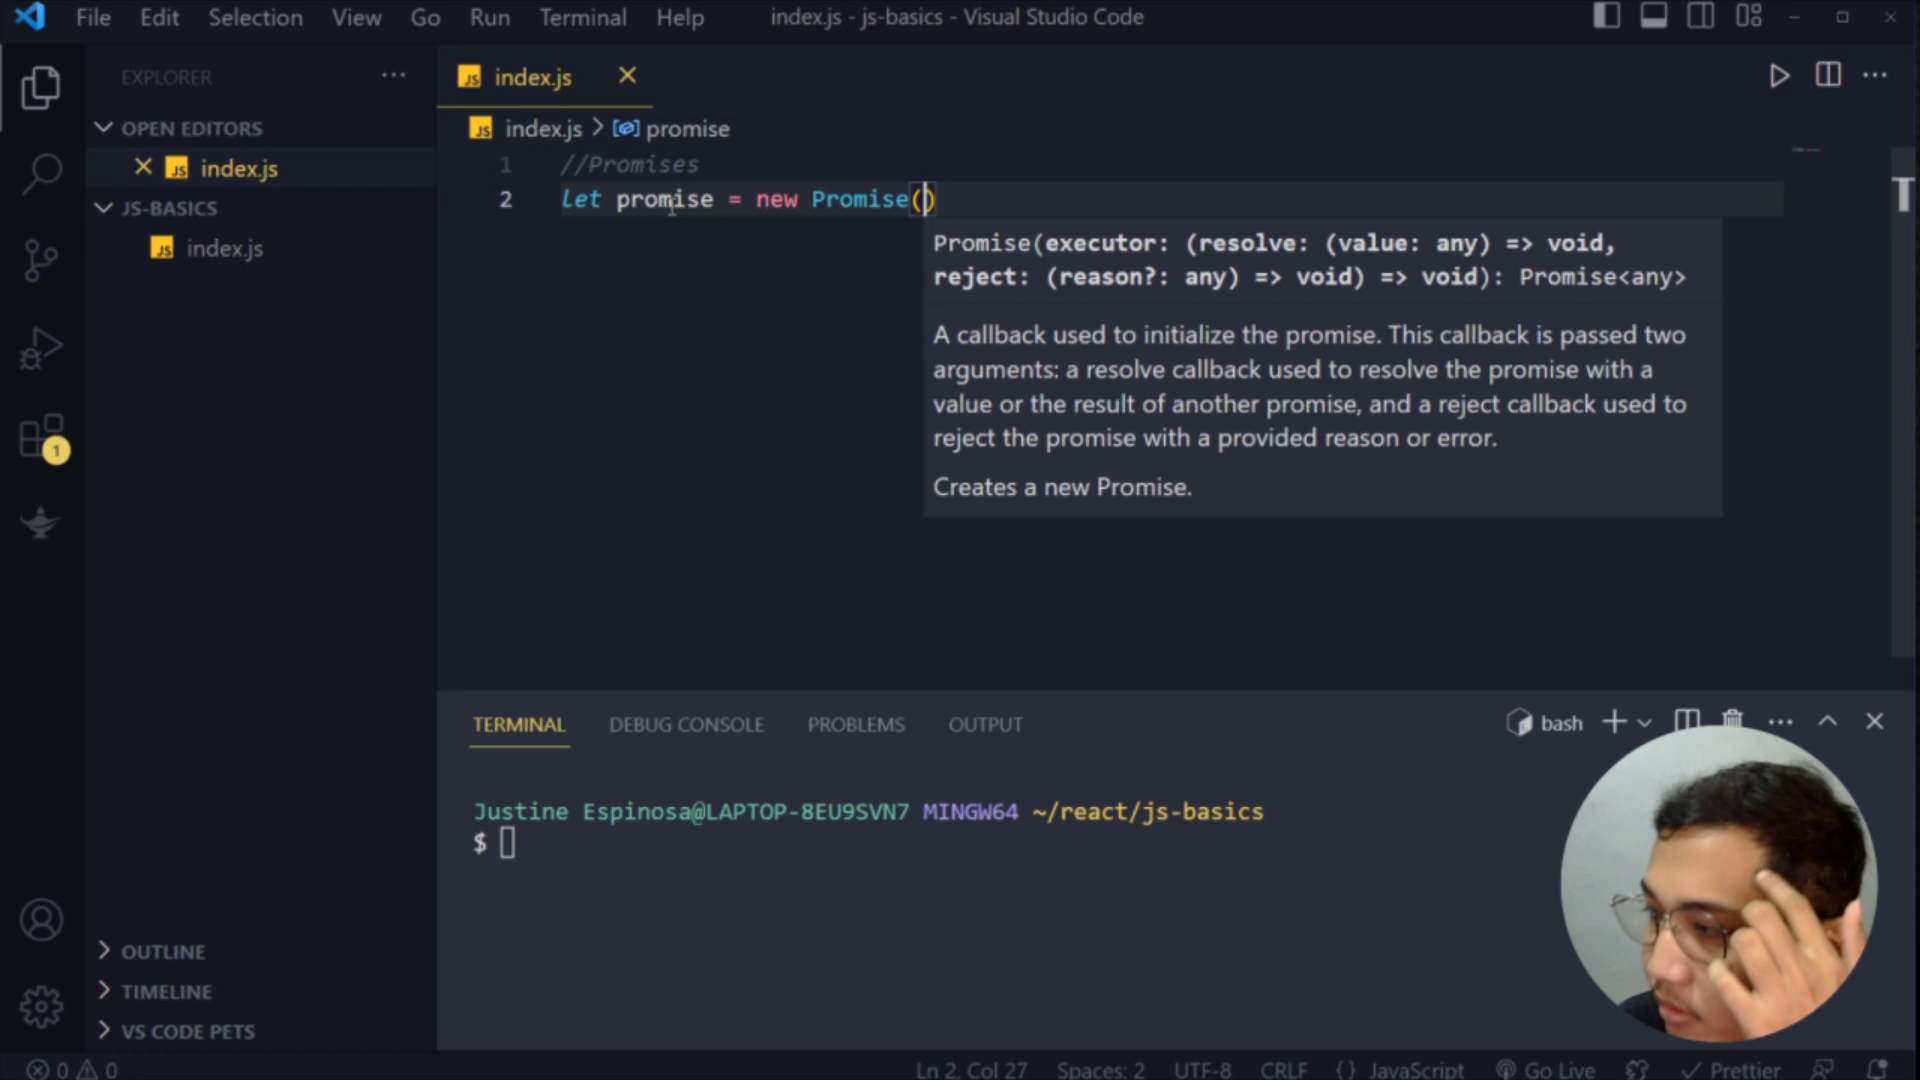 File Edit Selection View Go Run Terminal Help
index.js - js-basics - Visual Studio Code
EXPLORER
OPEN EDITORS
index.js
JS-BASICS
index.js
index.js
index.js > promise
1 //Promises
2 let promise = new Promise()
Promise(executor: (resolve: (value: any) => void,
reject: (reason?: any) => void) => void): Promise<any>
A callback used to initialize the promise. This callback is passed two
arguments: a resolve callback used to resolve the promise with a
value or the result of another promise, and a reject callback used to
reject the promise with a provided reason or error.
Creates a new Promise.
1
TERMINAL DEBUG CONSOLE PROBLEMS OUTPUT
bash
Justine Espinosa@LAPTOP-8EU9SVN7 MINGW64 ~/react/js-basics
$
OUTLINE
TIMELINE
VS CODE PETS
0 0
Ln 2, Col 27 Spaces: 2 UTF-8 CRLF {} JavaScript Go Live Prettier